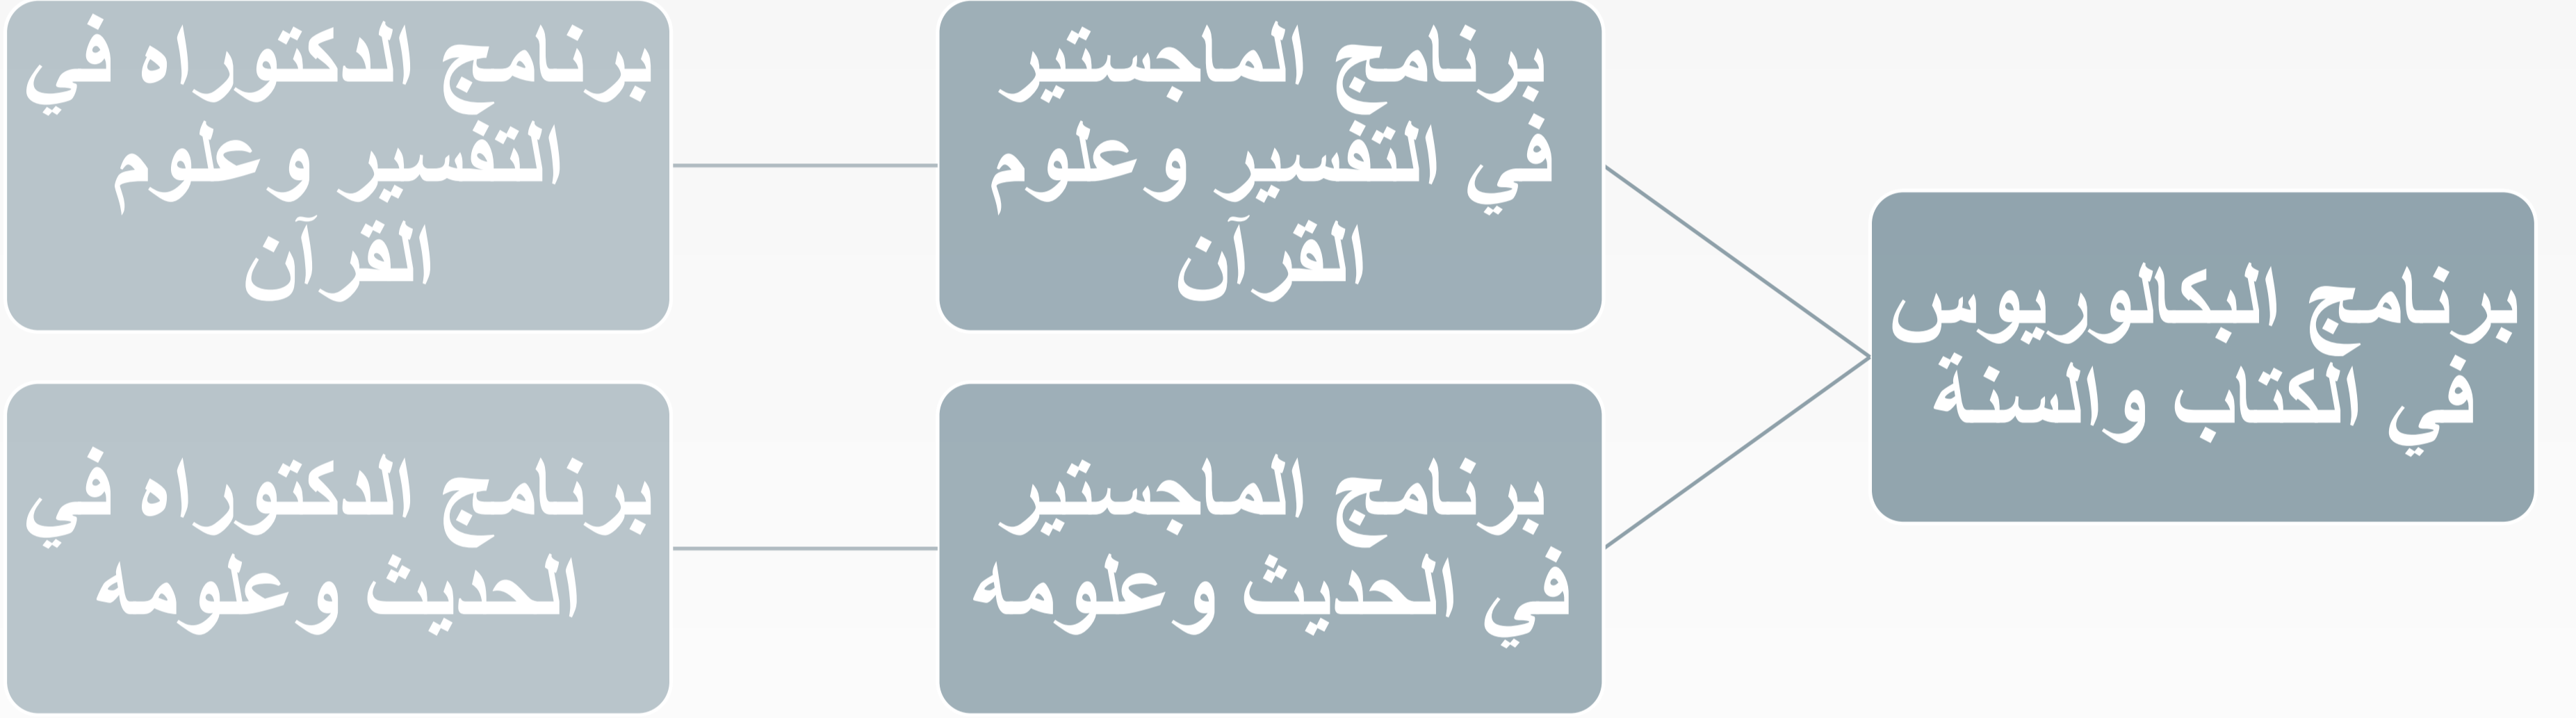 برنامج البكالوريوس
في الكتاب والسنة
برنامج الماجستير
في التفسير وعلوم
القرآن
برنامج الدكتوراه في
التفسير وعلوم
القرآن
برنامج الماجستير
في الحديث وعلومه
برنامج الدكتوراه في
الحديث وعلومه